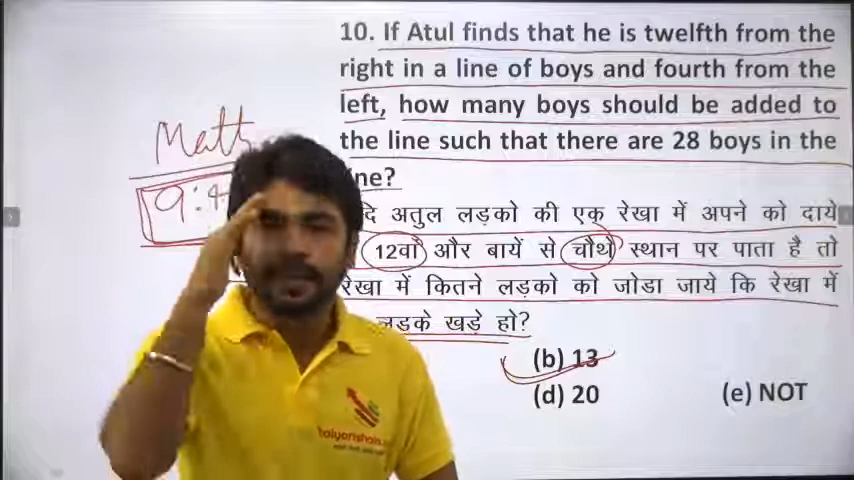 10. If Atul finds that he is twelfth from the
right in a line of boys and fourth from the
left, how many boys should be added to
the line such that there are 28 boys in the
ine?
दि अतुल लड़को की एक रेखा में अपने को दाये
12वा और बायें से चौथे स्थान पर पाता है तो
रेखा में कितने लड़को को जोडा जाये कि रेखा में
लडके खड़े हो?
(b) 13
(d) 20 (e) NOT
Math
9:4